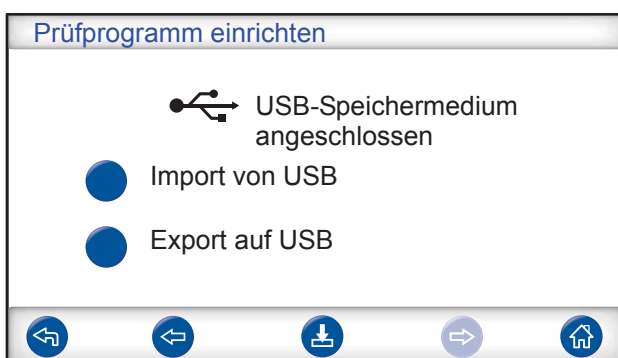 Prüfprogramm einrichten
USB-Speichermedium
angeschlossen
Import von USB
Export auf USB